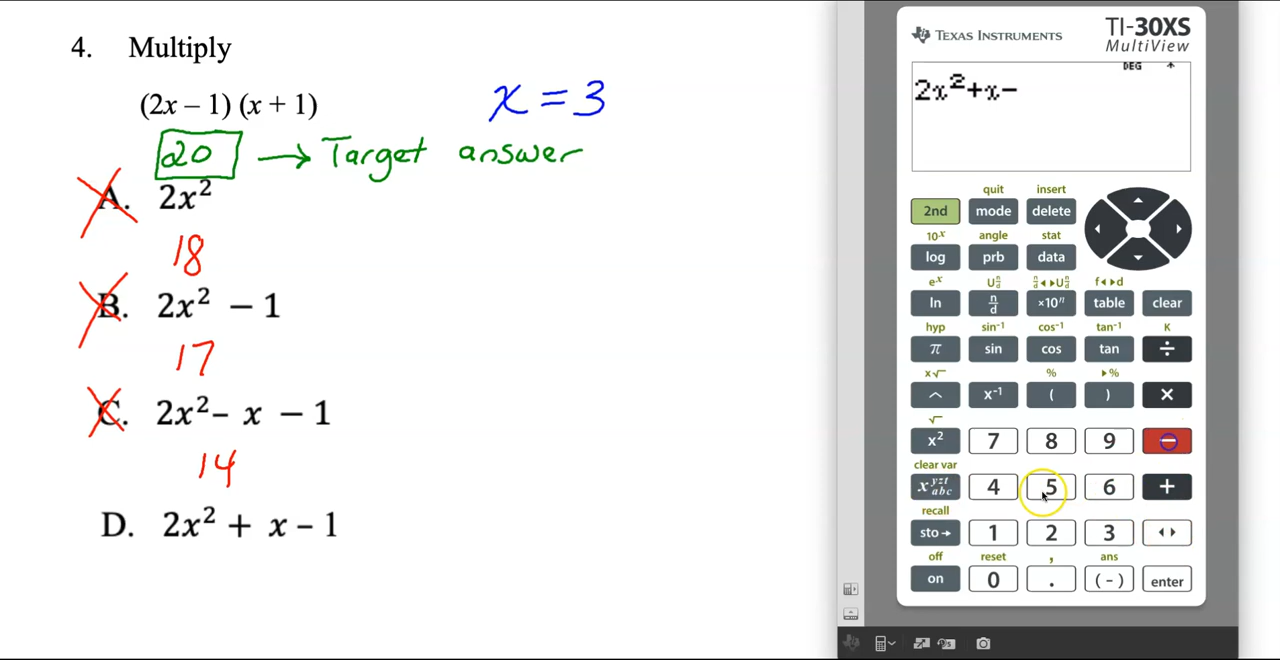 4. Multiply
(2x – 1) (x + 1)
x = 3
20 → Target answer
A. 2x²
18
B. 2x² − 1
17
C. 2x² − x − 1
14
D. 2x² + x − 1
TEXAS INSTRUMENTS
TI-30XS
MultiView
DEG
2x²+x−
quit insert
2nd mode delete
10ˣ angle stat
log prb data
eˣ U n/d n/d ◄► U n/d f◄►d
ln n/d ×10ⁿ table clear
hyp sin⁻¹ cos⁻¹ tan⁻¹ K
π sin cos tan ÷
x√ % ►%
^ x⁻¹ ( ) ×
√
x² 7 8 9 −
clear var
x yzt abc 4 5 6 +
recall
sto→ 1 2 3 ◄►
off reset , ans
on 0 . (-) enter